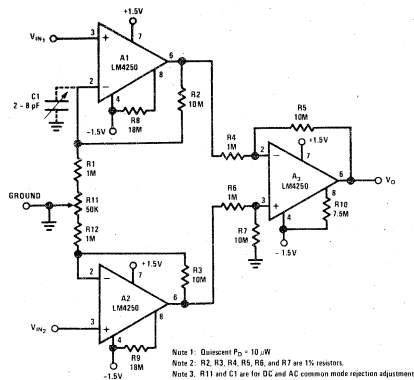 +1.5V
VIN1
3
+
A1
LM4250
7
6
2
−
4
8
C1
2 - 8 pF
R8
18M
−1.5V
R2
10M
R1
1M
GROUND
R11
50K
R12
1M
R4
1M
R5
10M
+1.5V
2
−
7
A3
LM4250
6
VO
R6
1M
3
+
4
8
R10
7.5M
R7
10M
− 1.5V
+1.5V
R3
10M
2
−
7
A2
LM4250
6
VIN2
3
+
4
8
R9
18M
−1.5V
Note 1: Quiescent PD = 10 µW
Note 2: R2, R3, R4, R5, R6, and R7 are 1% resistors.
Note 3. R11 and C1 are for DC and AC common mode rejection adjustment